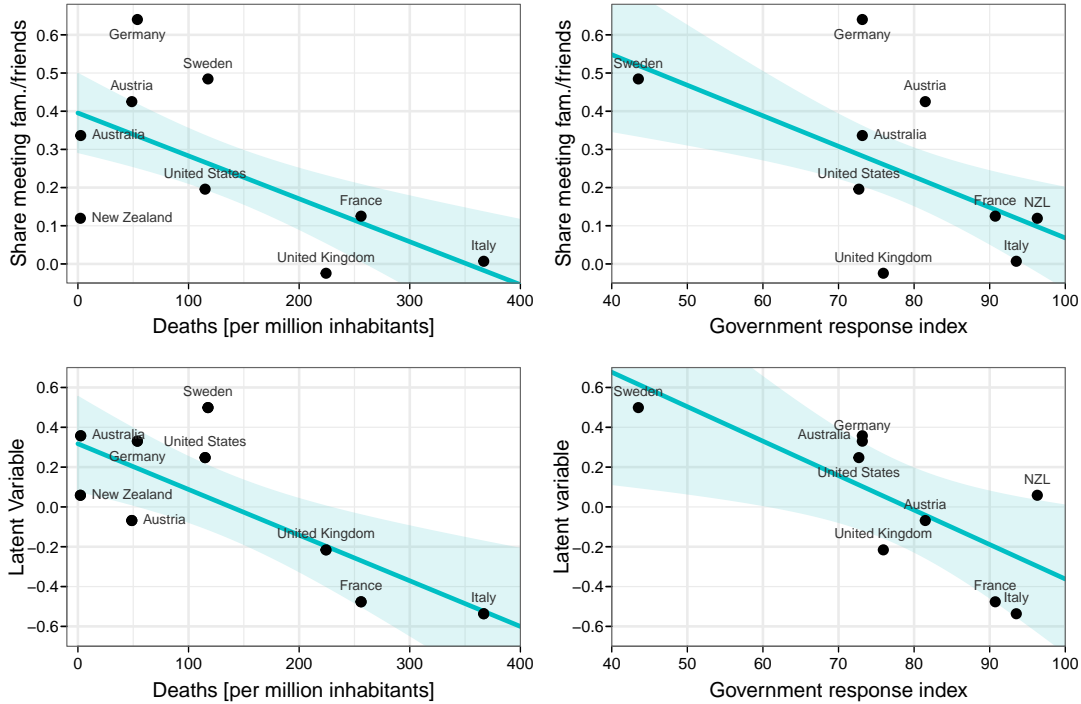 Share meeting fam./friends
0.6
0.5
0.4
0.3
0.2
0.1
0.0
Germany
Sweden
Austria
Australia
United States
New Zealand
France
United Kingdom
Italy
0
100
200
300
400
Deaths [per million inhabitants]
Share meeting fam./friends
0.6
0.5
0.4
0.3
0.2
0.1
0.0
Germany
Sweden
Austria
Australia
United States
France
NZL
United Kingdom
Italy
40
50
60
70
80
90
100
Government response index
Latent Variable
0.6
0.4
0.2
0.0
−0.2
−0.4
−0.6
Sweden
Australia
United States
Germany
New Zealand
Austria
United Kingdom
France
Italy
0
100
200
300
400
Deaths [per million inhabitants]
Latent variable
0.6
0.4
0.2
0.0
−0.2
−0.4
−0.6
Sweden
Germany
Australia
United States
NZL
Austria
United Kingdom
France
Italy
40
50
60
70
80
90
100
Government response index